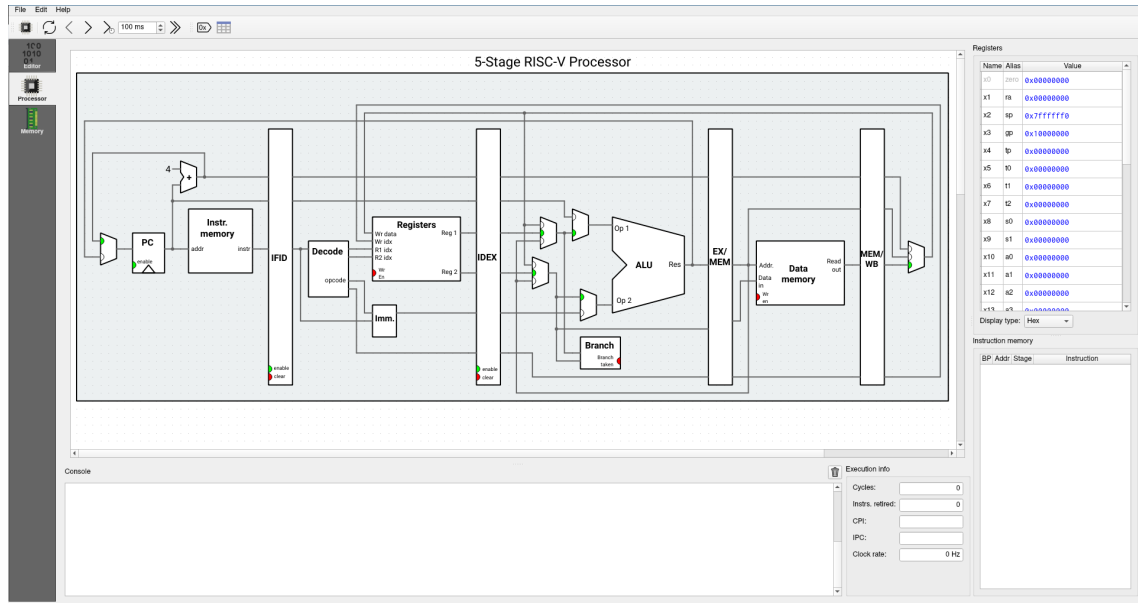 File Edit Help
100 ms
0x
Editor
Processor
Memory
5-Stage RISC-V Processor
4
+
PC
enable
Instr.
memory
addr instr
IFID
enable
clear
Decode
opcode
Registers
Wr data
Wr idx
R1 idx
R2 idx
Wr
En
Reg 1
Reg 2
Imm.
IDEX
enable
clear
Op 1
ALU
Res
Op 2
Branch
Branch
taken
EX/
MEM
Addr.
Data
in
Wr
en
Data
memory
Read
out
MEM/
WB
Registers
Name Alias Value
x0 zero 0x00000000
x1 ra 0x00000000
x2 sp 0x7ffffff0
x3 gp 0x10000000
x4 tp 0x00000000
x5 t0 0x00000000
x6 t1 0x00000000
x7 t2 0x00000000
x8 s0 0x00000000
x9 s1 0x00000000
x10 a0 0x00000000
x11 a1 0x00000000
x12 a2 0x00000000
x13 a3 0x00000000
Display type: Hex
Instruction memory
BP Addr Stage Instruction
Console
Execution info
Cycles: 0
Instrs. retired: 0
CPI:
IPC:
Clock rate: 0 Hz